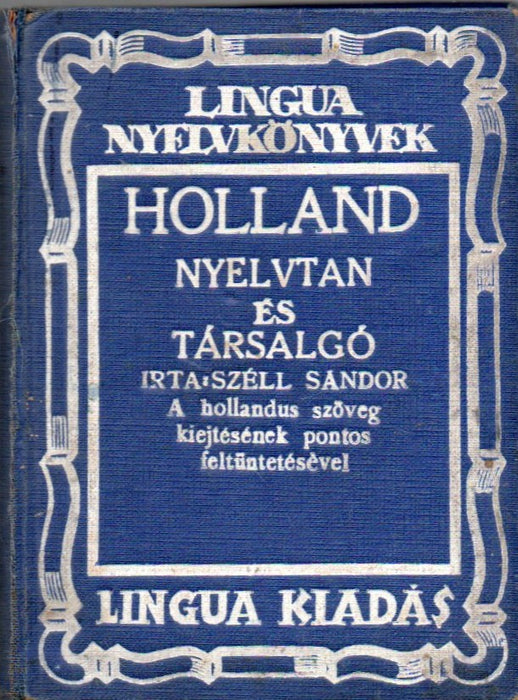 LINGUA
NYELVKÖNYVEK
HOLLAND
NYELVTAN
ÉS
TÁRSALGÓ
IRTA:SZÉLL SÁNDOR
A hollandus szöveg
kiejtésének pontos
feltüntetésével
LINGUA KIADÁS